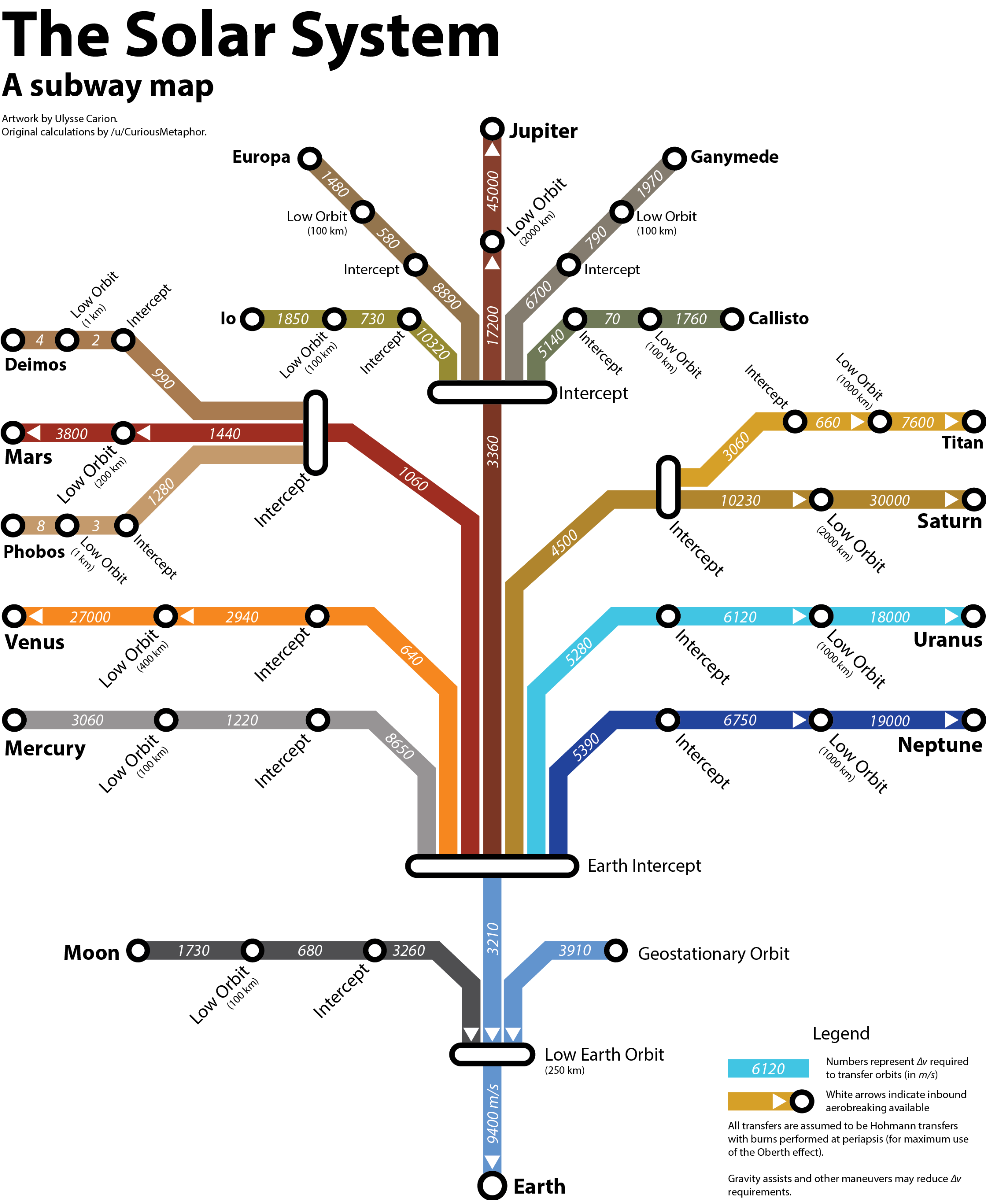 The Solar System
A subway map
Artwork by Ulysse Carion.
Original calculations by /u/CuriousMetaphor.
Jupiter
45000
Low Orbit
(2000 km)
17200
Europa
1480
Low Orbit
(100 km)
580
Intercept
8890
Ganymede
1970
Low Orbit
(100 km)
790
Intercept
6700
Io
1850
Low Orbit
(100 km)
730
Intercept
10320
Callisto
1760
Low Orbit
(100 km)
70
Intercept
5140
Intercept
3360
Deimos
4
Low Orbit
(1 km)
2
Intercept
990
Mars
3800
Low Orbit
(200 km)
1440
Phobos
8
Low Orbit
(1 km)
3
Intercept
1280
Intercept
1060
Titan
7600
Low Orbit
(1000 km)
660
Intercept
3060
Saturn
30000
Low Orbit
(2000 km)
10230
Intercept
4500
Venus
27000
Low Orbit
(400 km)
2940
Intercept
640
Uranus
18000
Low Orbit
(1000 km)
6120
Intercept
5280
Mercury
3060
Low Orbit
(100 km)
1220
Intercept
8650
Neptune
19000
Low Orbit
(1000 km)
6750
Intercept
5390
Earth Intercept
3210
Moon
1730
Low Orbit
(100 km)
680
Intercept
3260
3910
Geostationary Orbit
Low Earth Orbit
(250 km)
9400 m/s
Earth
Legend
6120
Numbers represent Δv required
to transfer orbits (in m/s)
White arrows indicate inbound
aerobreaking available
All transfers are assumed to be Hohmann transfers
with burns performed at periapsis (for maximum use
of the Oberth effect).
Gravity assists and other maneuvers may reduce Δv
requirements.